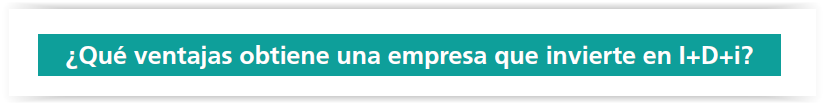 ¿Qué ventajas obtiene una empresa que invierte en I+D+i?